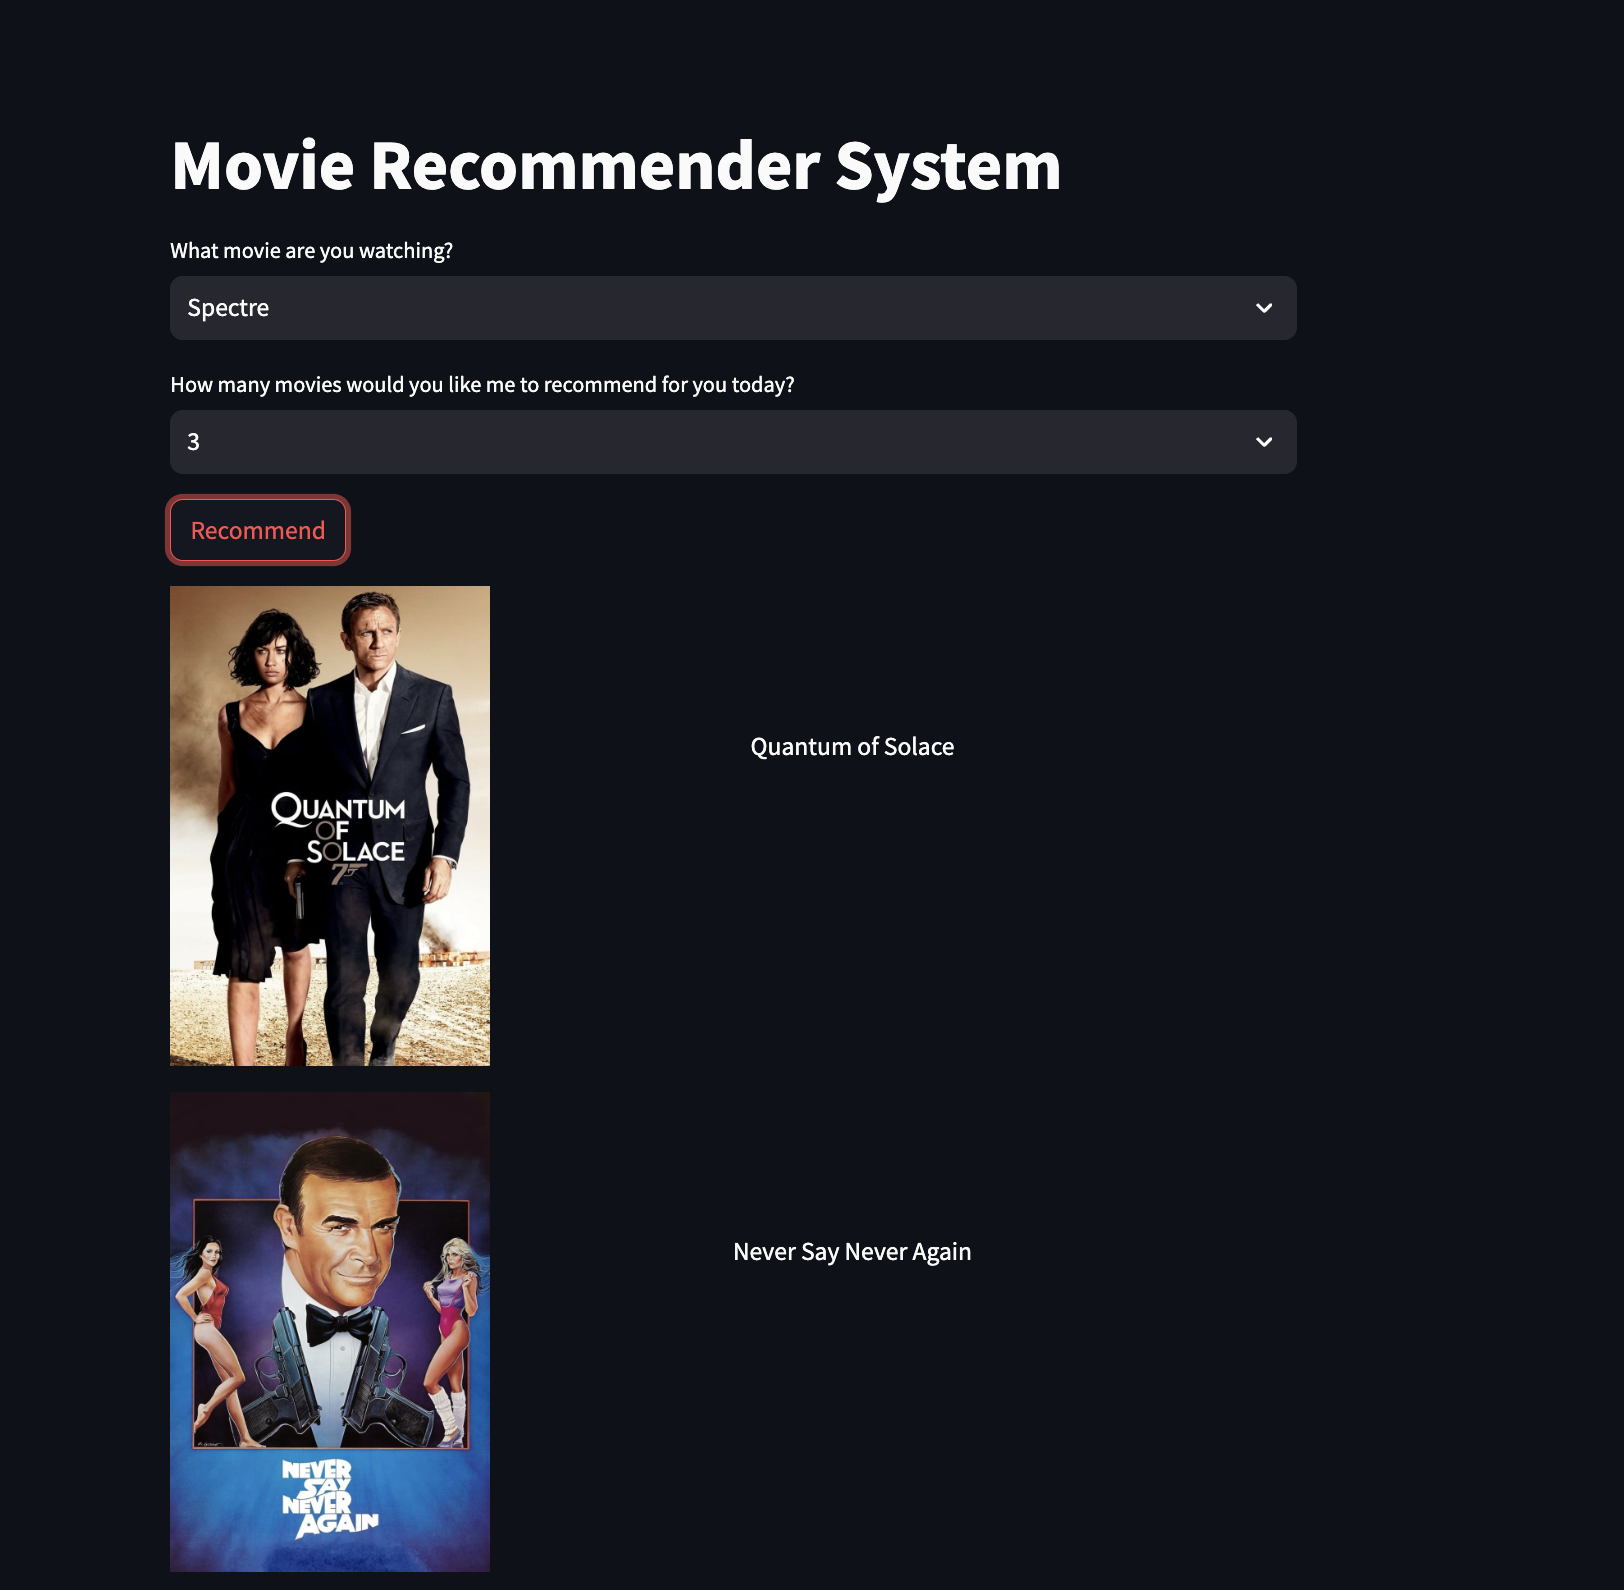 Movie Recommender System
What movie are you watching?
Spectre
How many movies would you like me to recommend for you today?
3
Recommend
QUANTUM
OF
SOLACE
007
Quantum of Solace
NEVER
SAY
NEVER
AGAIN
Never Say Never Again